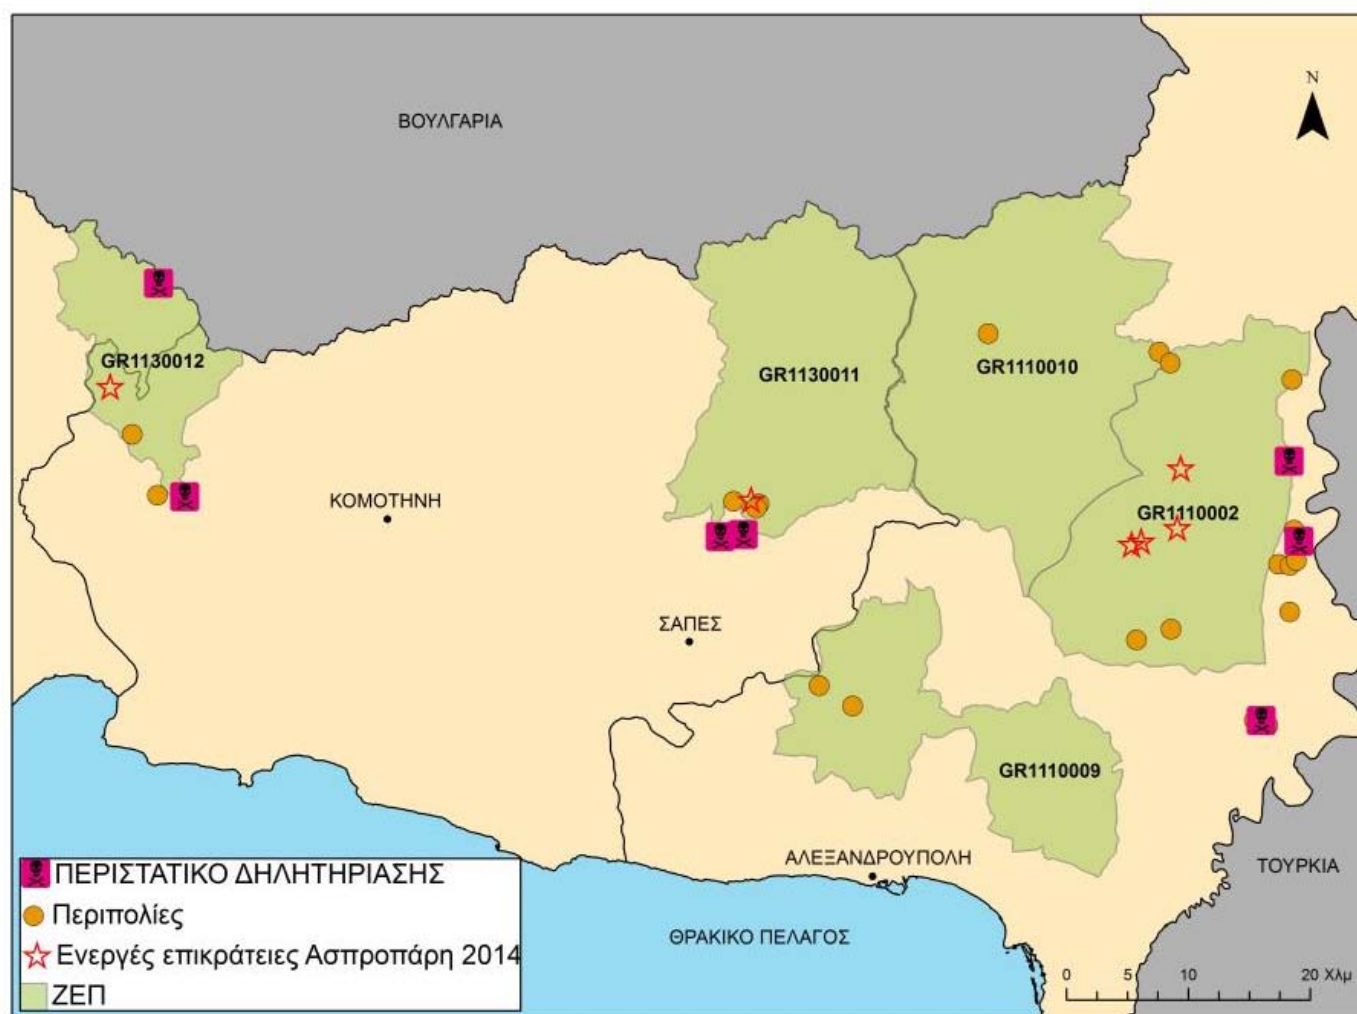 ΒΟΥΛΓΑΡΙΑ
N
GR1130012
GR1130011
GR1110010
ΚΟΜΟΤΗΝΗ
GR1110002
ΣΑΠΕΣ
GR1110009
ΑΛΕΞΑΝΔΡΟΥΠΟΛΗ
ΤΟΥΡΚΙΑ
ΘΡΑΚΙΚΟ ΠΕΛΑΓΟΣ
ΠΕΡΙΣΤΑΤΙΚΟ ΔΗΛΗΤΗΡΙΑΣΗΣ
Περιπολίες
Ενεργές επικράτειες Ασπροπάρη 2014
ΖΕΠ
0 5 10 20 Χλμ